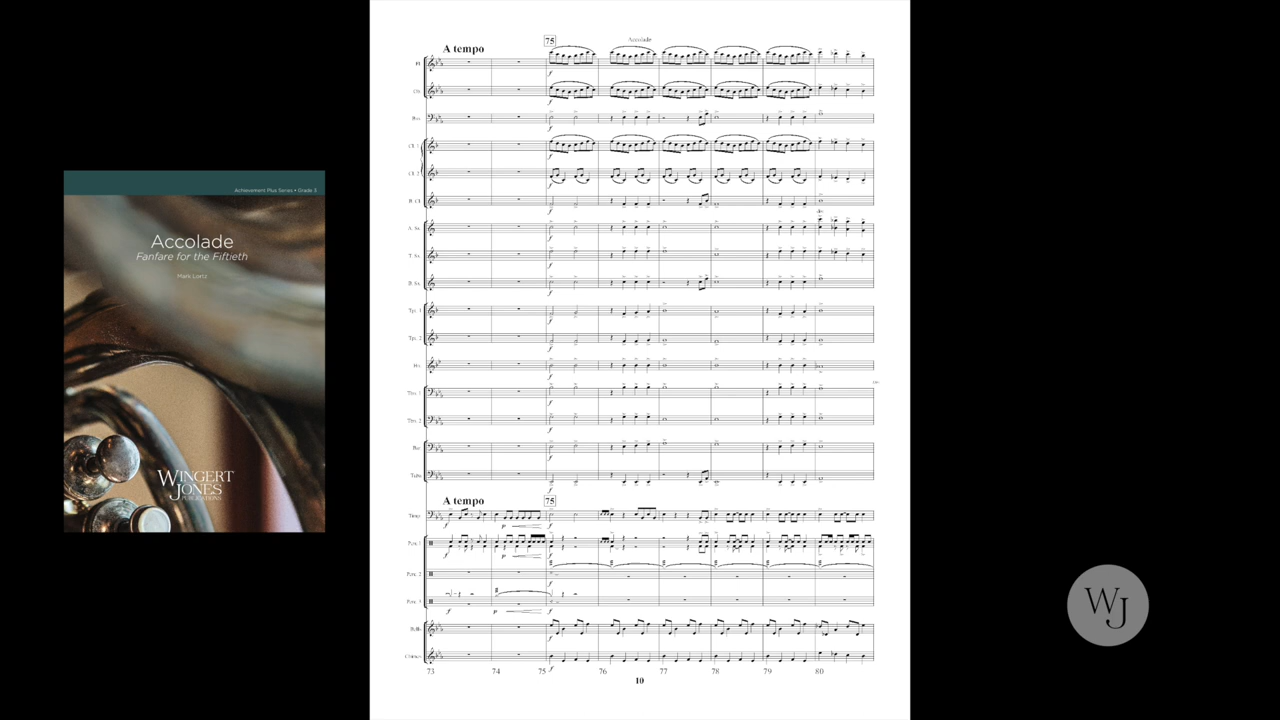 Achievement Plus Series • Grade 3
Accolade
Fanfare for the Fiftieth
Mark Lortz
WINGERT
JONES
PUBLICATIONS
Accolade
A tempo
75
Fl.
Ob.
Bsn.
Cl. 1
Cl. 2
B. Cl.
A. Sx.
T. Sx.
B. Sx.
Tpt. 1
Tpt. 2
Hn.
Tbn. 1
Tbn. 2
Bar.
Tuba
A tempo
75
Timp.
Perc. 1
Perc. 2
Perc. 3
Bells
Chimes
73 74 75 76 77 78 79 80
10
WJ